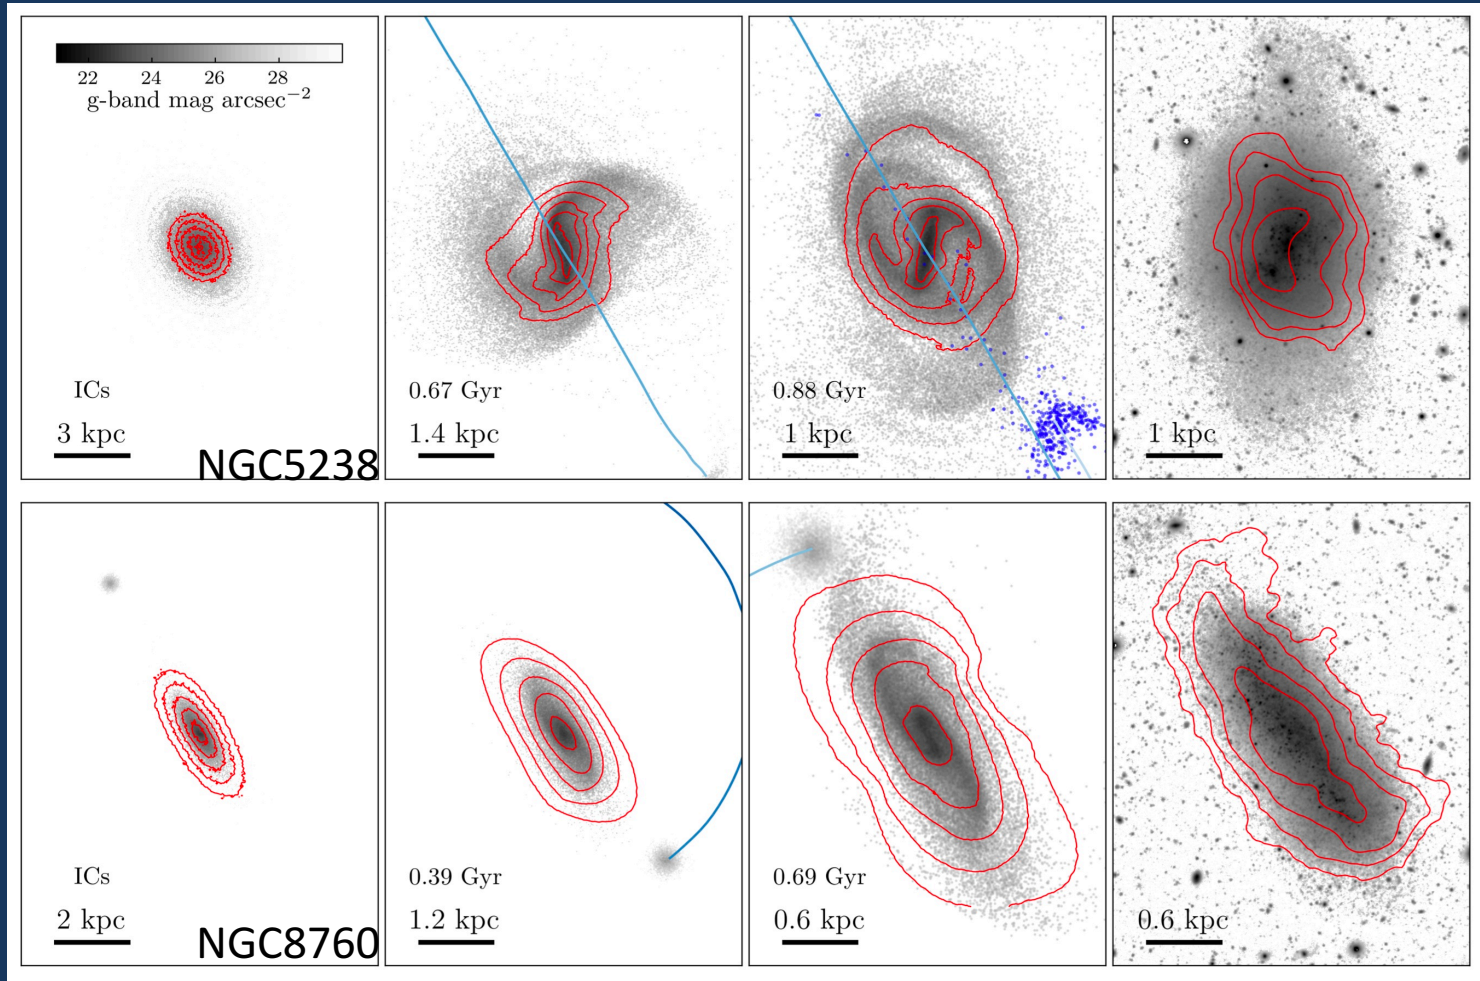 22 24 26 28
g-band mag arcsec⁻²
ICs
3 kpc
NGC5238
0.67 Gyr
1.4 kpc
0.88 Gyr
1 kpc
1 kpc
ICs
2 kpc
NGC8760
0.39 Gyr
1.2 kpc
0.69 Gyr
0.6 kpc
0.6 kpc